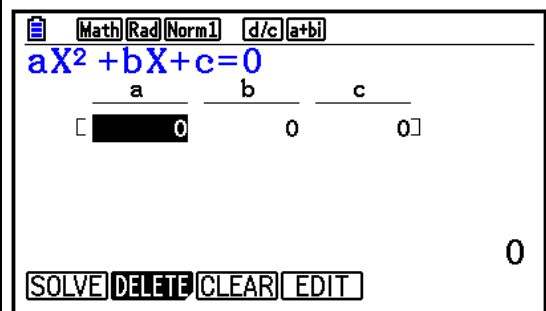 Math Rad Norm1 d/c a+bi
aX²+bX+c=0
a b c
[ 0 0 0 ]
0
SOLVE DELETE CLEAR EDIT